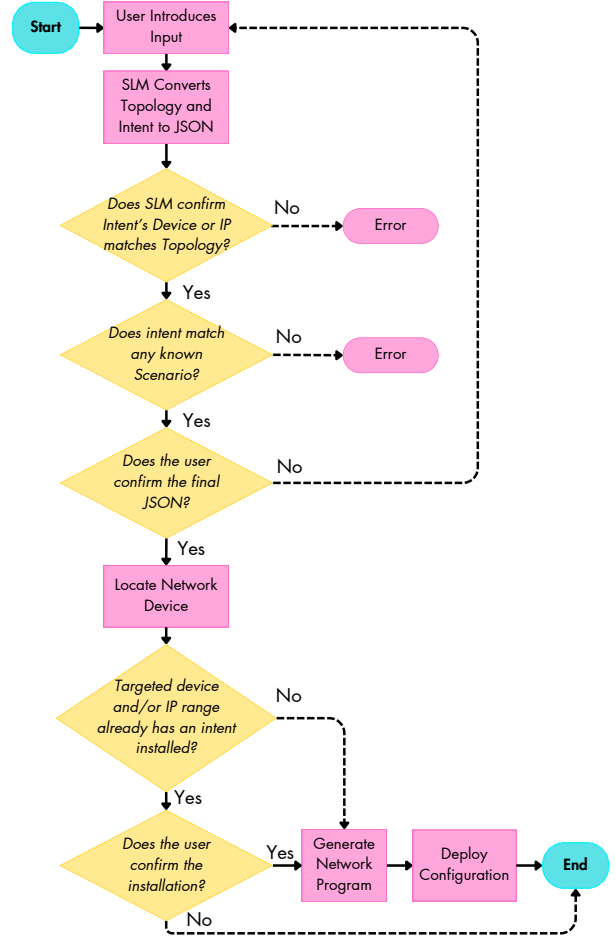 Start
User Introduces
Input
SLM Converts
Topology and
Intent to JSON
Does SLM confirm
Intent's Device or IP
matches Topology?
No
Error
Yes
Does intent match
any known
Scenario?
No
Error
Yes
Does the user
confirm the final
JSON?
No
Yes
Locate Network
Device
Targeted device
and/or IP range
already has an intent
installed?
No
Yes
Does the user
confirm the
installation?
Yes
No
Generate
Network
Program
Deploy
Configuration
End